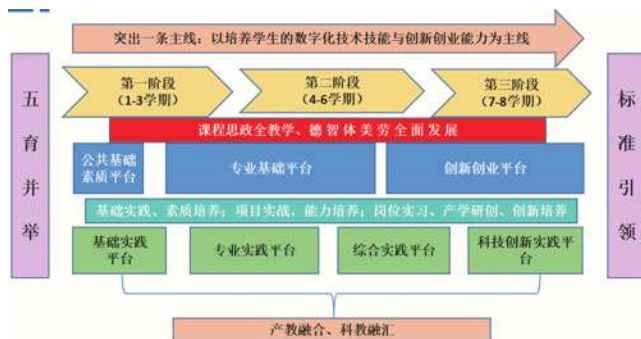 突出一条主线：以培养学生的数字化技术技能与创新创业能力为主线
五育并举
第一阶段
（1-3学期）
第二阶段
（4-6学期）
第三阶段
（7-8学期）
标准引领
课程思政全教学、德智体美劳全面发展
公共基础
素质平台
专业基础平台
创新创业平台
基础实践、素质培养；项目实战，能力培养；岗位实习、产学研创、创新培养
基础实践
平台
专业实践平台
综合实践平台
科技创新实践平
台
产教融合、科教融汇